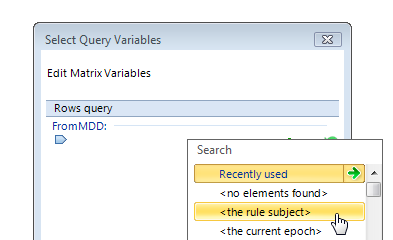 Select Query Variables
Edit Matrix Variables
Rows query
FromMDD:
Search
Recently used
<no elements found>
<the rule subject>
<the current epoch>